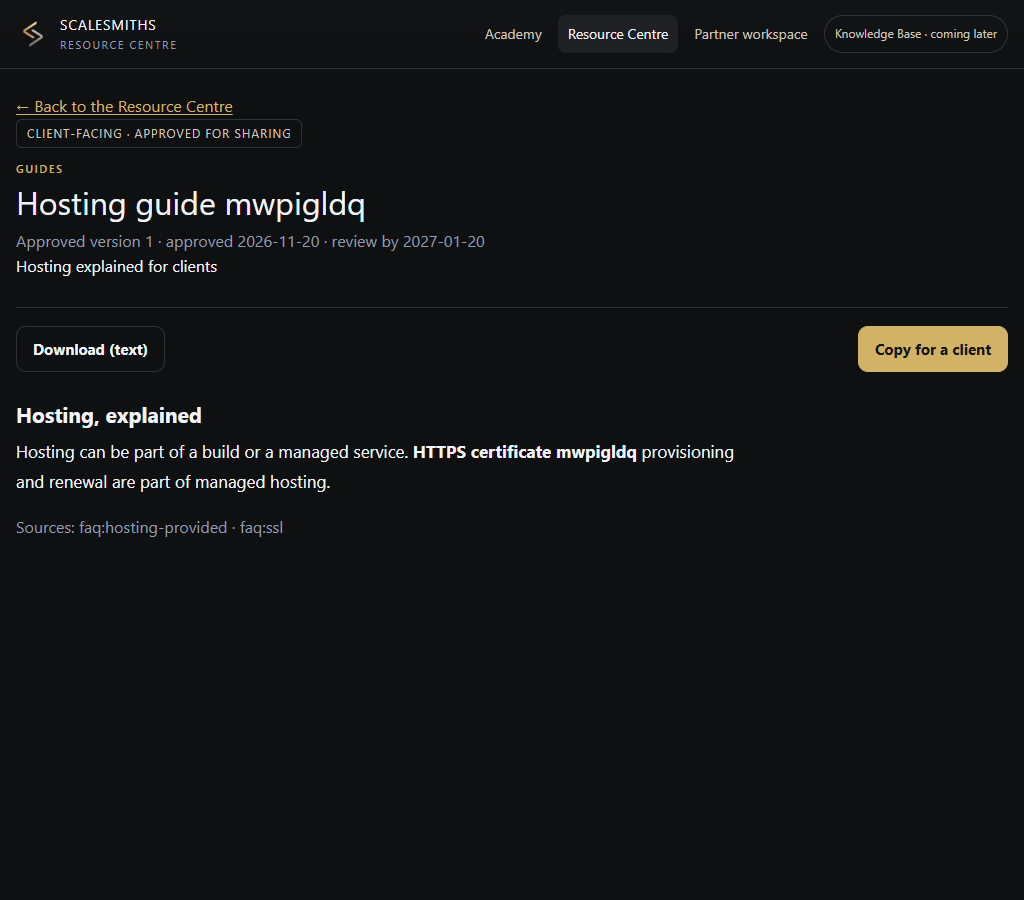 SCALESMITHS
RESOURCE CENTRE
Academy
Resource Centre
Partner workspace
Knowledge Base · coming later
← Back to the Resource Centre
CLIENT-FACING · APPROVED FOR SHARING
GUIDES
Hosting guide mwpigldq
Approved version 1 · approved 2026-11-20 · review by 2027-01-20
Hosting explained for clients
Download (text)
Copy for a client
Hosting, explained
Hosting can be part of a build or a managed service. HTTPS certificate mwpigldq provisioning
and renewal are part of managed hosting.
Sources: faq:hosting-provided · faq:ssl